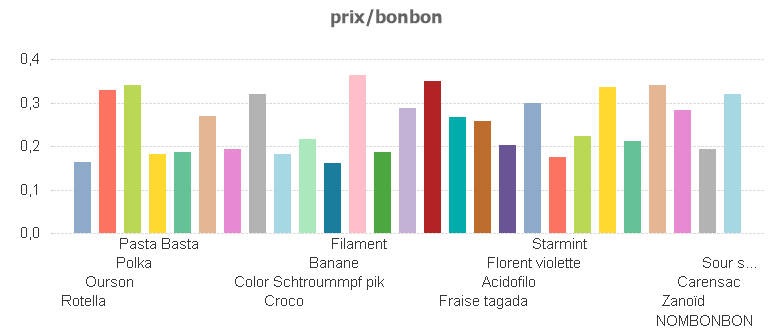 prix/bonbon
0,4
0,3
0,2
0,1
0,0
Pasta Basta Filament Starmint
Polka Banane Florent violette Sour s...
Ourson Color Schtroummpf pik Acidofilo Carensac
Rotella Croco Fraise tagada Zanoïd
NOMBONBON